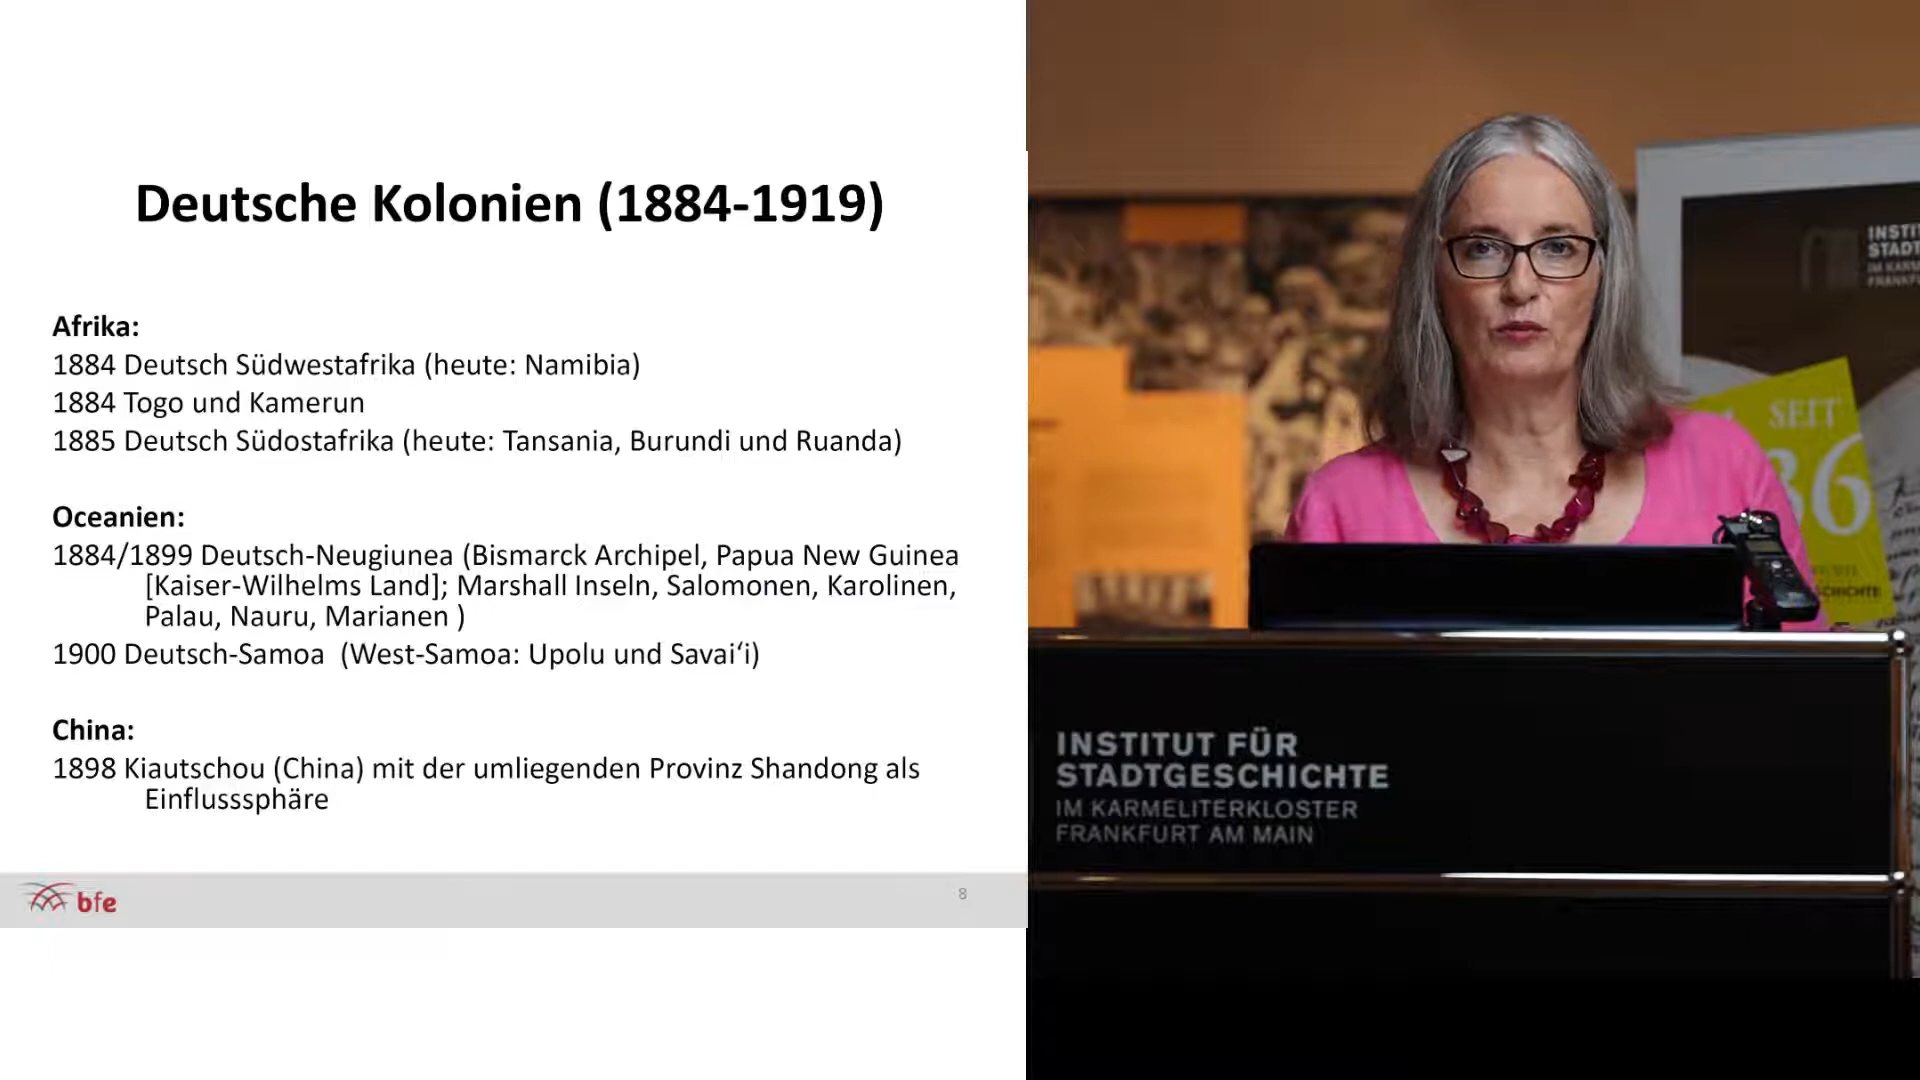 Deutsche Kolonien (1884-1919)
Afrika:
1884 Deutsch Südwestafrika (heute: Namibia)
1884 Togo und Kamerun
1885 Deutsch Südostafrika (heute: Tansania, Burundi und Ruanda)
Oceanien:
1884/1899 Deutsch-Neugiunea (Bismarck Archipel, Papua New Guinea
[Kaiser-Wilhelms Land]; Marshall Inseln, Salomonen, Karolinen,
Palau, Nauru, Marianen )
1900 Deutsch-Samoa (West-Samoa: Upolu und Savai‘i)
China:
1898 Kiautschou (China) mit der umliegenden Provinz Shandong als
Einflusssphäre
bfe
8
SEIT
36
INSTITUT FÜR
STADTGESCHICHTE
IM KARMELITERKLOSTER
FRANKFURT AM MAIN